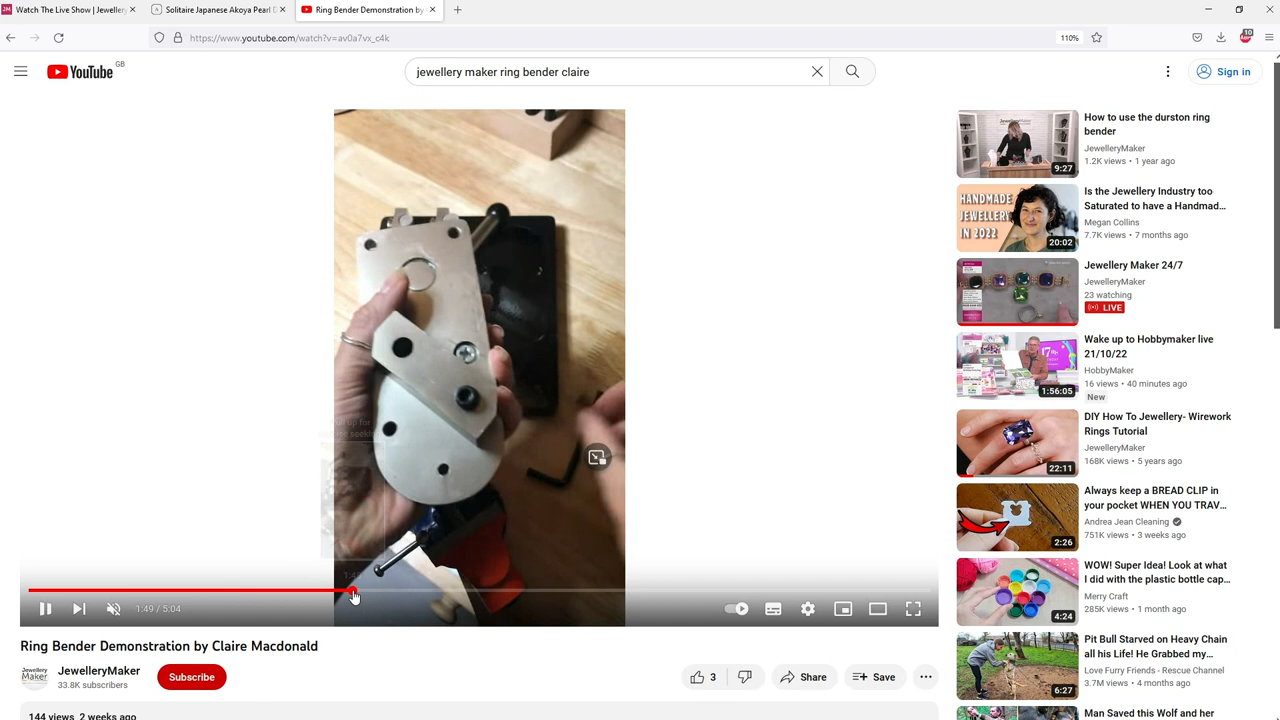 Watch The Live Show | Jeweller
Solitaire Japanese Akoya Pearl D
Ring Bender Demonstration by
https://www.youtube.com/watch?v=av0a7vx_c4k
110%
10
YouTube GB
jewellery maker ring bender claire
Sign in
How to use the durston ring
bender
JewelleryMaker
1.2K views • 1 year ago
9:27
HANDMADE
JEWELLERY
IN 2022
20:02
Is the Jewellery Industry too
Saturated to have a Handmad...
Megan Collins
7.7K views • 7 months ago
Jewellery Maker 24/7
JewelleryMaker
23 watching
LIVE
Wake up to Hobbymaker live
21/10/22
HobbyMaker
16 views • 40 minutes ago
New
1:56:05
DIY How To Jewellery- Wirework
Rings Tutorial
JewelleryMaker
168K views • 5 years ago
22:11
Always keep a BREAD CLIP in
your pocket WHEN YOU TRAV...
Andrea Jean Cleaning
751K views • 3 weeks ago
2:26
WOW! Super Idea! Look at what
I did with the plastic bottle cap...
Merry Craft
285K views • 1 month ago
4:24
Pit Bull Starved on Heavy Chain
all his Life! He Grabbed my...
Love Furry Friends - Rescue Channel
3.7M views • 4 months ago
6:27
Man Saved this Wolf and her
1:49 / 5:04
Ring Bender Demonstration by Claire Macdonald
Jewellery
Maker
JewelleryMaker
33.8K subscribers
Subscribe
3
Share
Save
144 views 2 weeks ago